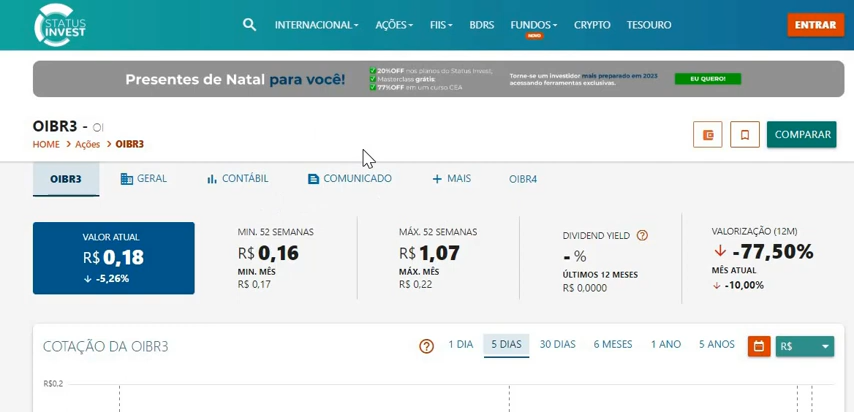 STATUS
INVEST
INTERNACIONAL
AÇÕES
FIIS
BDRS
FUNDOS
NOVO
CRYPTO
TESOURO
ENTRAR
Presentes de Natal para você!
20%OFF nos planos do Status Invest,
Masterclass grátis,
77%OFF em um curso CEA
Torne-se um investidor mais preparado em 2023
acessando ferramentas exclusivas.
EU QUERO!
OIBR3 - OI
HOME > Ações > OIBR3
COMPARAR
OIBR3
GERAL
CONTÁBIL
COMUNICADO
+ MAIS
OIBR4
VALOR ATUAL
R$ 0,18
↓ -5,26%
MIN. 52 SEMANAS
R$ 0,16
MIN. MÊS
R$ 0,17
MÁX. 52 SEMANAS
R$ 1,07
MÁX. MÊS
R$ 0,22
DIVIDEND YIELD ?
- %
ÚLTIMOS 12 MESES
R$ 0,0000
VALORIZAÇÃO (12M)
↓ -77,50%
MÊS ATUAL
↓ -10,00%
COTAÇÃO DA OIBR3
?
1 DIA
5 DIAS
30 DIAS
6 MESES
1 ANO
5 ANOS
R$
R$0.2